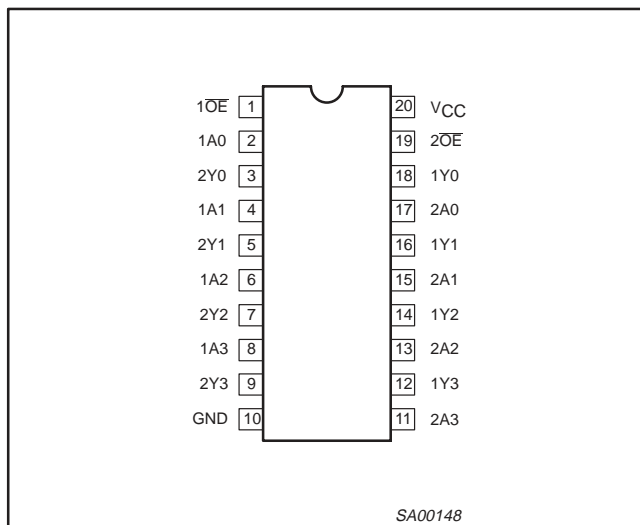 1O̅E̅ 1 20 VCC
1A0 2 19 2O̅E̅
2Y0 3 18 1Y0
1A1 4 17 2A0
2Y1 5 16 1Y1
1A2 6 15 2A1
2Y2 7 14 1Y2
1A3 8 13 2A2
2Y3 9 12 1Y3
GND 10 11 2A3
SA00148